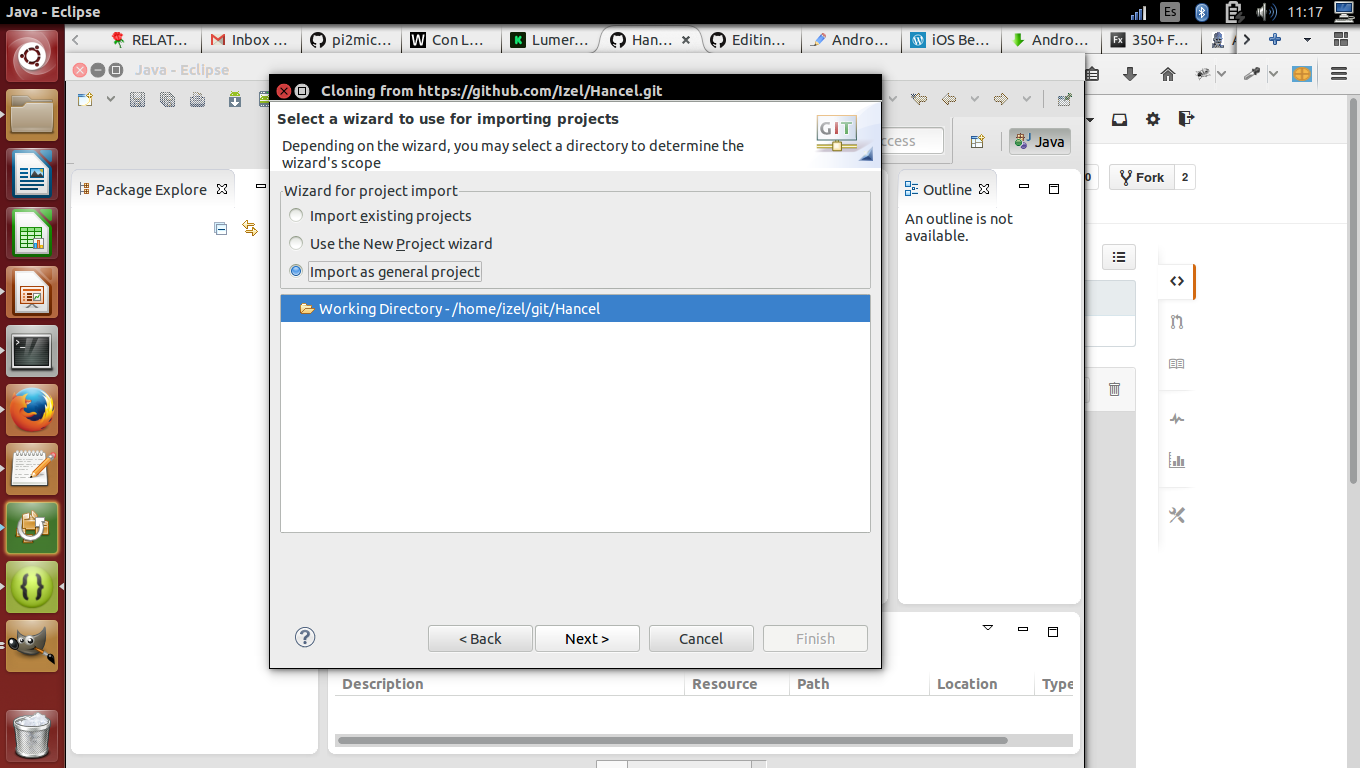 Java - Eclipse
Es
11:17
RELAT...
Inbox ...
pi2mic...
Con L...
Lumer...
Han...
Editin...
Andro...
iOS Be...
Andro...
350+ F...
Java - Eclipse
Cloning from https://github.com/Izel/Hancel.git
Select a wizard to use for importing projects
Depending on the wizard, you may select a directory to determine the
wizard's scope
GIT
Java
Package Explore
Outline
An outline is not
available.
Fork
2
Wizard for project import
Import existing projects
Use the New Project wizard
Import as general project
Working Directory - /home/izel/git/Hancel
< Back
Next >
Cancel
Finish
Description
Resource
Path
Location
Type